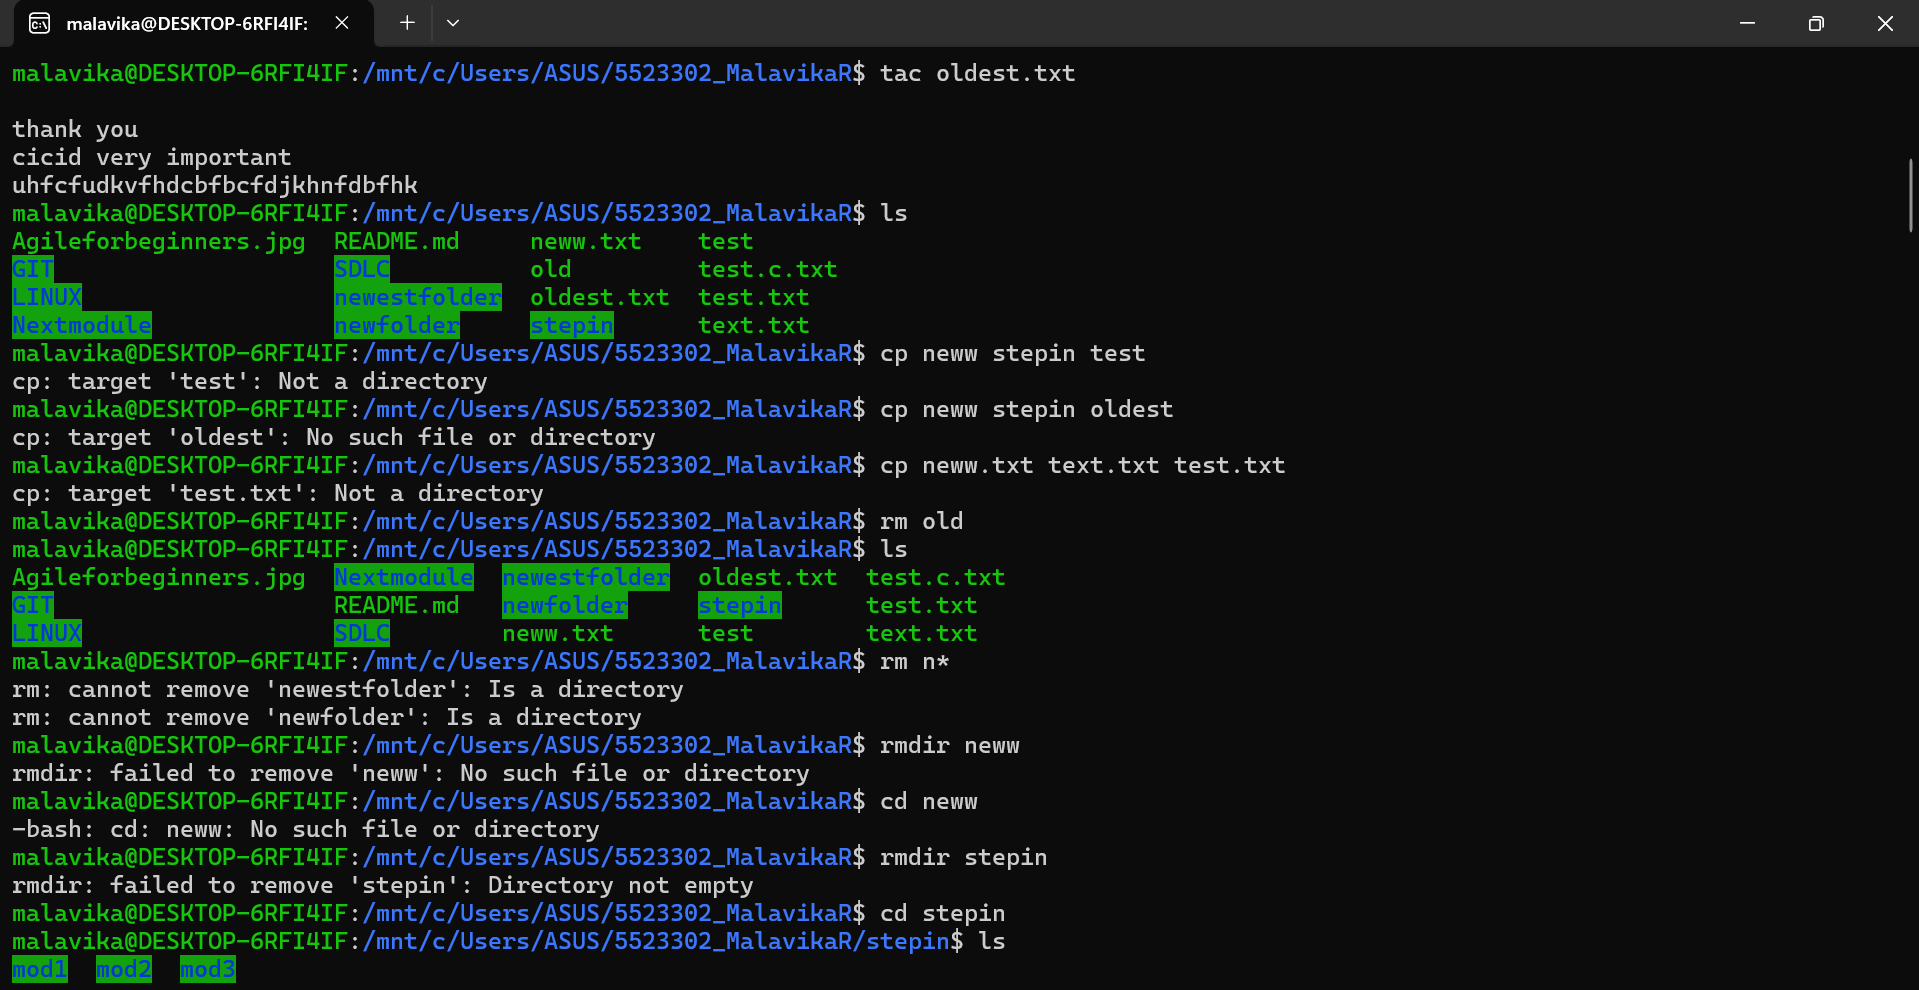 malavika@DESKTOP-6RFI4IF:
malavika@DESKTOP-6RFI4IF:/mnt/c/Users/ASUS/5523302_MalavikaR$ tac oldest.txt
thank you
cicid very important
uhfcfudkvfhdcbfbcfdjkhnfdbfhk
malavika@DESKTOP-6RFI4IF:/mnt/c/Users/ASUS/5523302_MalavikaR$ ls
Agileforbeginners.jpg  README.md     neww.txt    test
GIT                    SDLC          old         test.c.txt
LINUX                  newestfolder  oldest.txt  test.txt
Nextmodule             newfolder     stepin      text.txt
malavika@DESKTOP-6RFI4IF:/mnt/c/Users/ASUS/5523302_MalavikaR$ cp neww stepin test
cp: target 'test': Not a directory
malavika@DESKTOP-6RFI4IF:/mnt/c/Users/ASUS/5523302_MalavikaR$ cp neww stepin oldest
cp: target 'oldest': No such file or directory
malavika@DESKTOP-6RFI4IF:/mnt/c/Users/ASUS/5523302_MalavikaR$ cp neww.txt text.txt test.txt
cp: target 'test.txt': Not a directory
malavika@DESKTOP-6RFI4IF:/mnt/c/Users/ASUS/5523302_MalavikaR$ rm old
malavika@DESKTOP-6RFI4IF:/mnt/c/Users/ASUS/5523302_MalavikaR$ ls
Agileforbeginners.jpg  Nextmodule  newestfolder  oldest.txt  test.c.txt
GIT                    README.md   newfolder     stepin      test.txt
LINUX                  SDLC        neww.txt      test        text.txt
malavika@DESKTOP-6RFI4IF:/mnt/c/Users/ASUS/5523302_MalavikaR$ rm n*
rm: cannot remove 'newestfolder': Is a directory
rm: cannot remove 'newfolder': Is a directory
malavika@DESKTOP-6RFI4IF:/mnt/c/Users/ASUS/5523302_MalavikaR$ rmdir neww
rmdir: failed to remove 'neww': No such file or directory
malavika@DESKTOP-6RFI4IF:/mnt/c/Users/ASUS/5523302_MalavikaR$ cd neww
-bash: cd: neww: No such file or directory
malavika@DESKTOP-6RFI4IF:/mnt/c/Users/ASUS/5523302_MalavikaR$ rmdir stepin
rmdir: failed to remove 'stepin': Directory not empty
malavika@DESKTOP-6RFI4IF:/mnt/c/Users/ASUS/5523302_MalavikaR$ cd stepin
malavika@DESKTOP-6RFI4IF:/mnt/c/Users/ASUS/5523302_MalavikaR/stepin$ ls
mod1  mod2  mod3